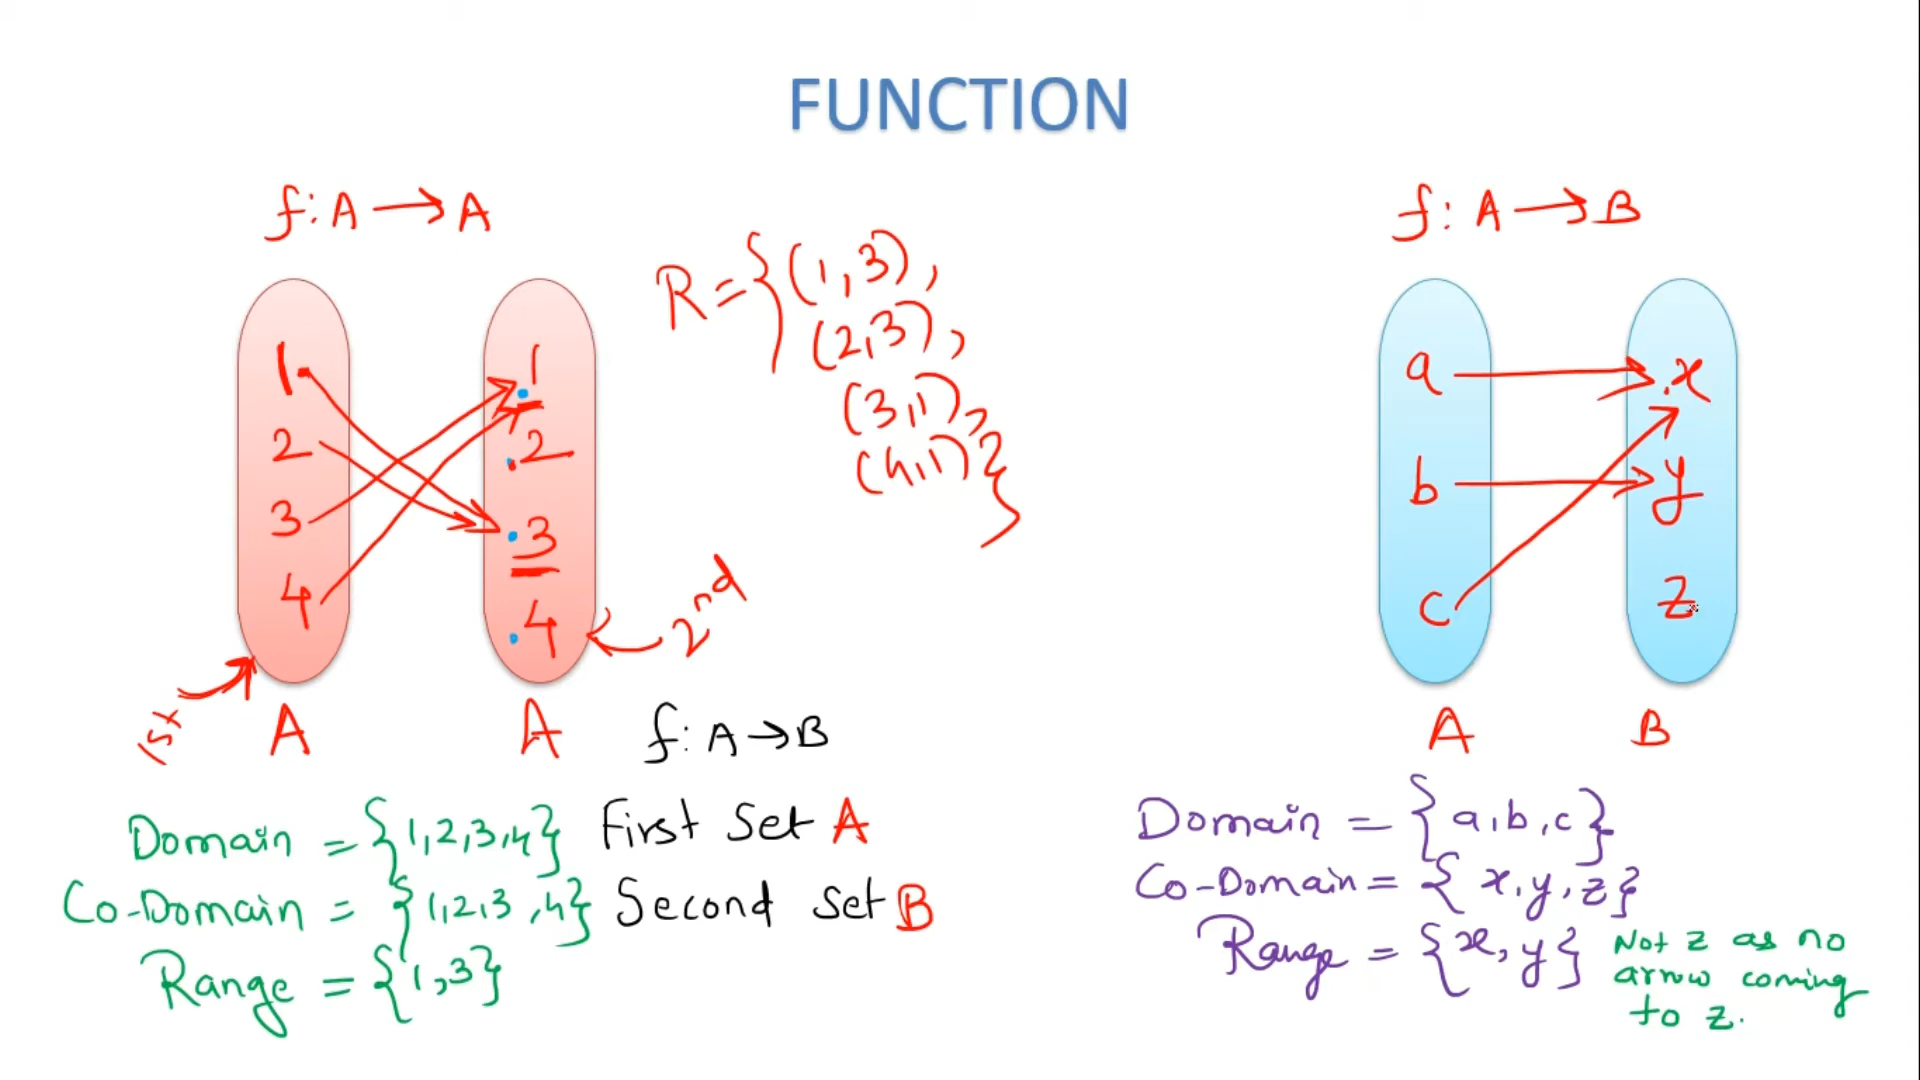 FUNCTION
f: A → A
R = {(1,3),
(2,3),
(3,1),
(4,1)}
1
2
3
4
1
2
3
4
1st
2nd
A
A
f: A → B
Domain = {1,2,3,4} First Set A
Co-Domain = {1,2,3,4} Second Set B
Range = {1,3}
f: A → B
a
b
c
x
y
z
A
B
Domain = {a,b,c}
Co-Domain = {x,y,z}
Range = {x,y}
Not z as no
arrow coming
to z.